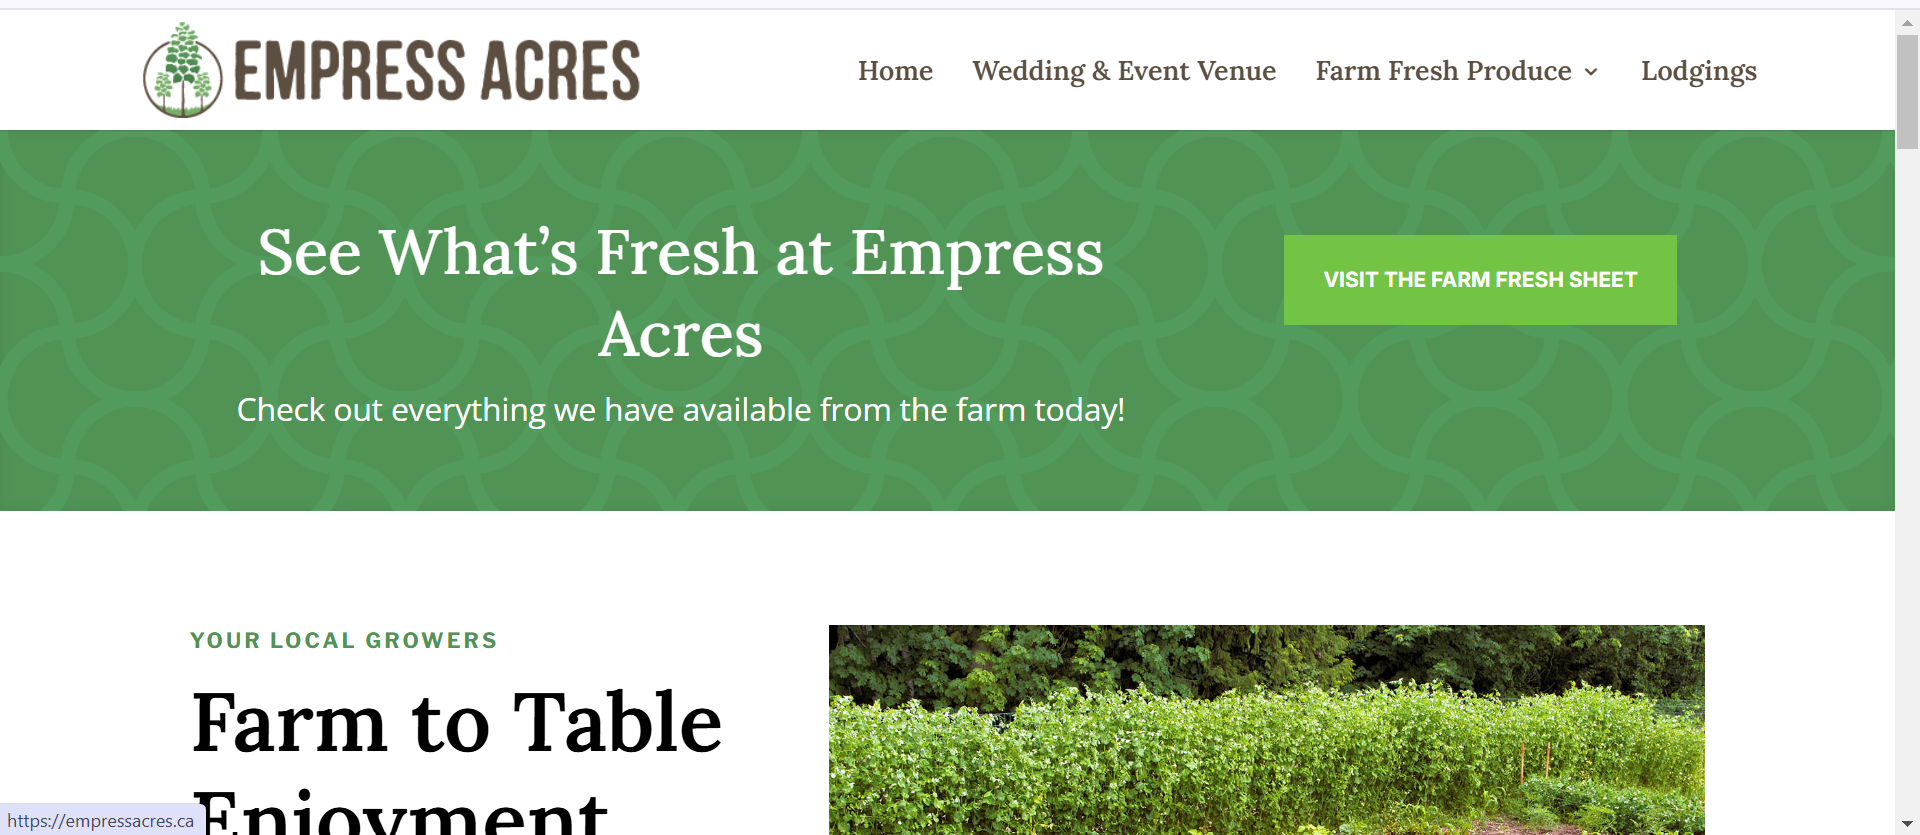 EMPRESS ACRES
Home Wedding & Event Venue Farm Fresh Produce Lodgings
See What's Fresh at Empress
Acres
VISIT THE FARM FRESH SHEET
Check out everything we have available from the farm today!
YOUR LOCAL GROWERS
Farm to Table
Enjoyment
https://empressacres.ca